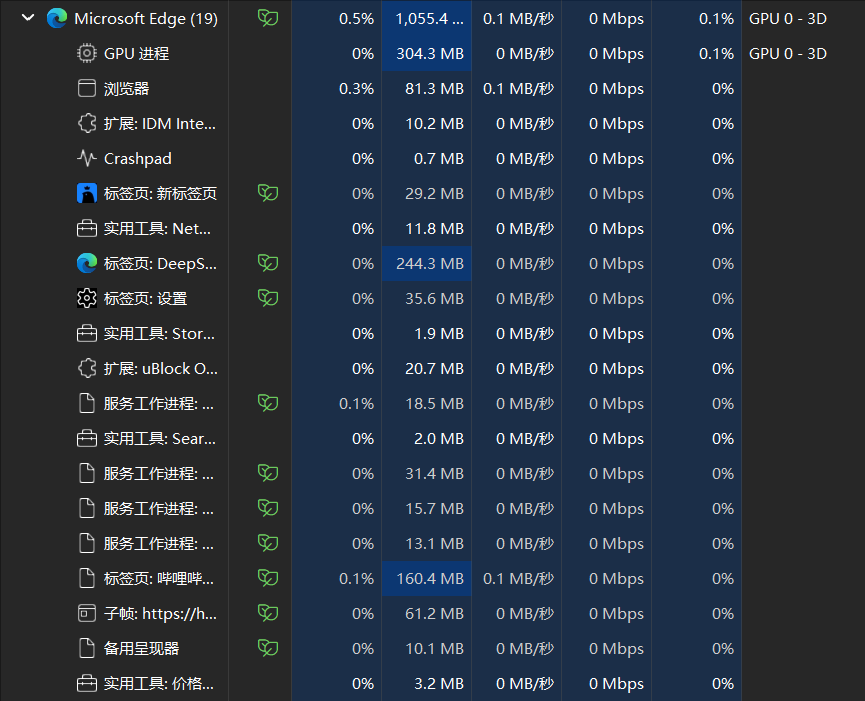 Microsoft Edge (19) 0.5% 1,055.4 ... 0.1 MB/秒 0 Mbps 0.1% GPU 0 - 3D
GPU 进程 0% 304.3 MB 0 MB/秒 0 Mbps 0.1% GPU 0 - 3D
浏览器 0.3% 81.3 MB 0.1 MB/秒 0 Mbps 0%
扩展: IDM Inte... 0% 10.2 MB 0 MB/秒 0 Mbps 0%
Crashpad 0% 0.7 MB 0 MB/秒 0 Mbps 0%
标签页: 新标签页 0% 29.2 MB 0 MB/秒 0 Mbps 0%
实用工具: Net... 0% 11.8 MB 0 MB/秒 0 Mbps 0%
标签页: DeepS... 0% 244.3 MB 0 MB/秒 0 Mbps 0%
标签页: 设置 0% 35.6 MB 0 MB/秒 0 Mbps 0%
实用工具: Stor... 0% 1.9 MB 0 MB/秒 0 Mbps 0%
扩展: uBlock O... 0% 20.7 MB 0 MB/秒 0 Mbps 0%
服务工作进程: ... 0.1% 18.5 MB 0 MB/秒 0 Mbps 0%
实用工具: Sear... 0% 2.0 MB 0 MB/秒 0 Mbps 0%
服务工作进程: ... 0% 31.4 MB 0 MB/秒 0 Mbps 0%
服务工作进程: ... 0% 15.7 MB 0 MB/秒 0 Mbps 0%
服务工作进程: ... 0% 13.1 MB 0 MB/秒 0 Mbps 0%
标签页: 哔哩哔... 0.1% 160.4 MB 0.1 MB/秒 0 Mbps 0%
子帧: https://h... 0% 61.2 MB 0 MB/秒 0 Mbps 0%
备用呈现器 0% 10.1 MB 0 MB/秒 0 Mbps 0%
实用工具: 价格... 0% 3.2 MB 0 MB/秒 0 Mbps 0%